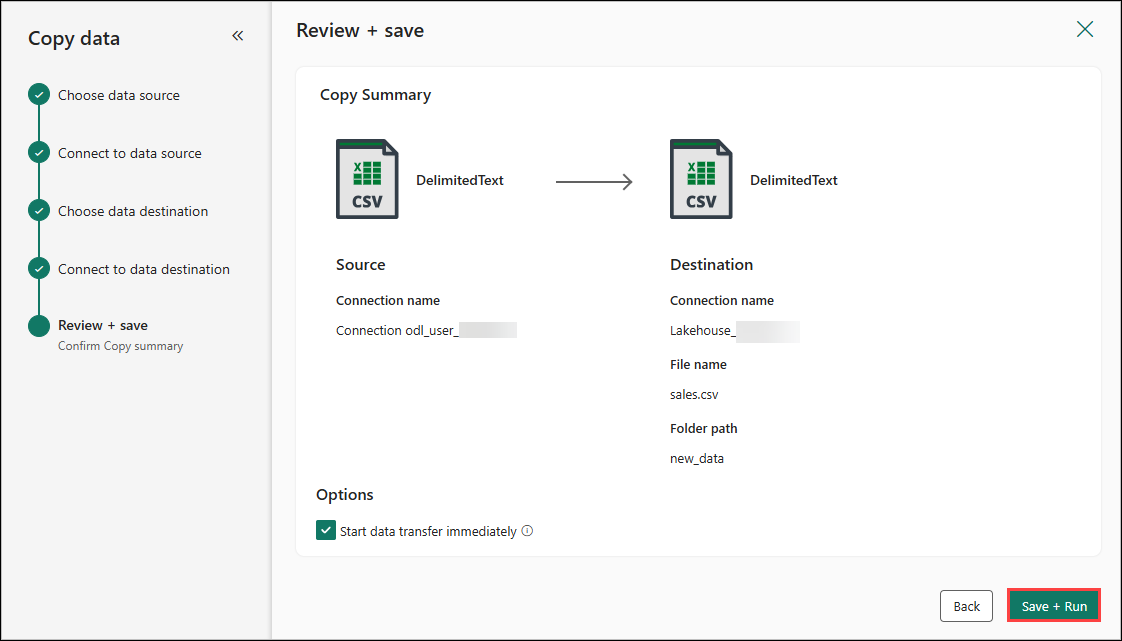 Copy data
Choose data source
Connect to data source
Choose data destination
Connect to data destination
Review + save
Confirm Copy summary
Review + save
Copy Summary
X
CSV
DelimitedText
X
CSV
DelimitedText
Source
Connection name
Connection odl_user_
Destination
Connection name
Lakehouse_
File name
sales.csv
Folder path
new_data
Options
Start data transfer immediately
Back
Save + Run